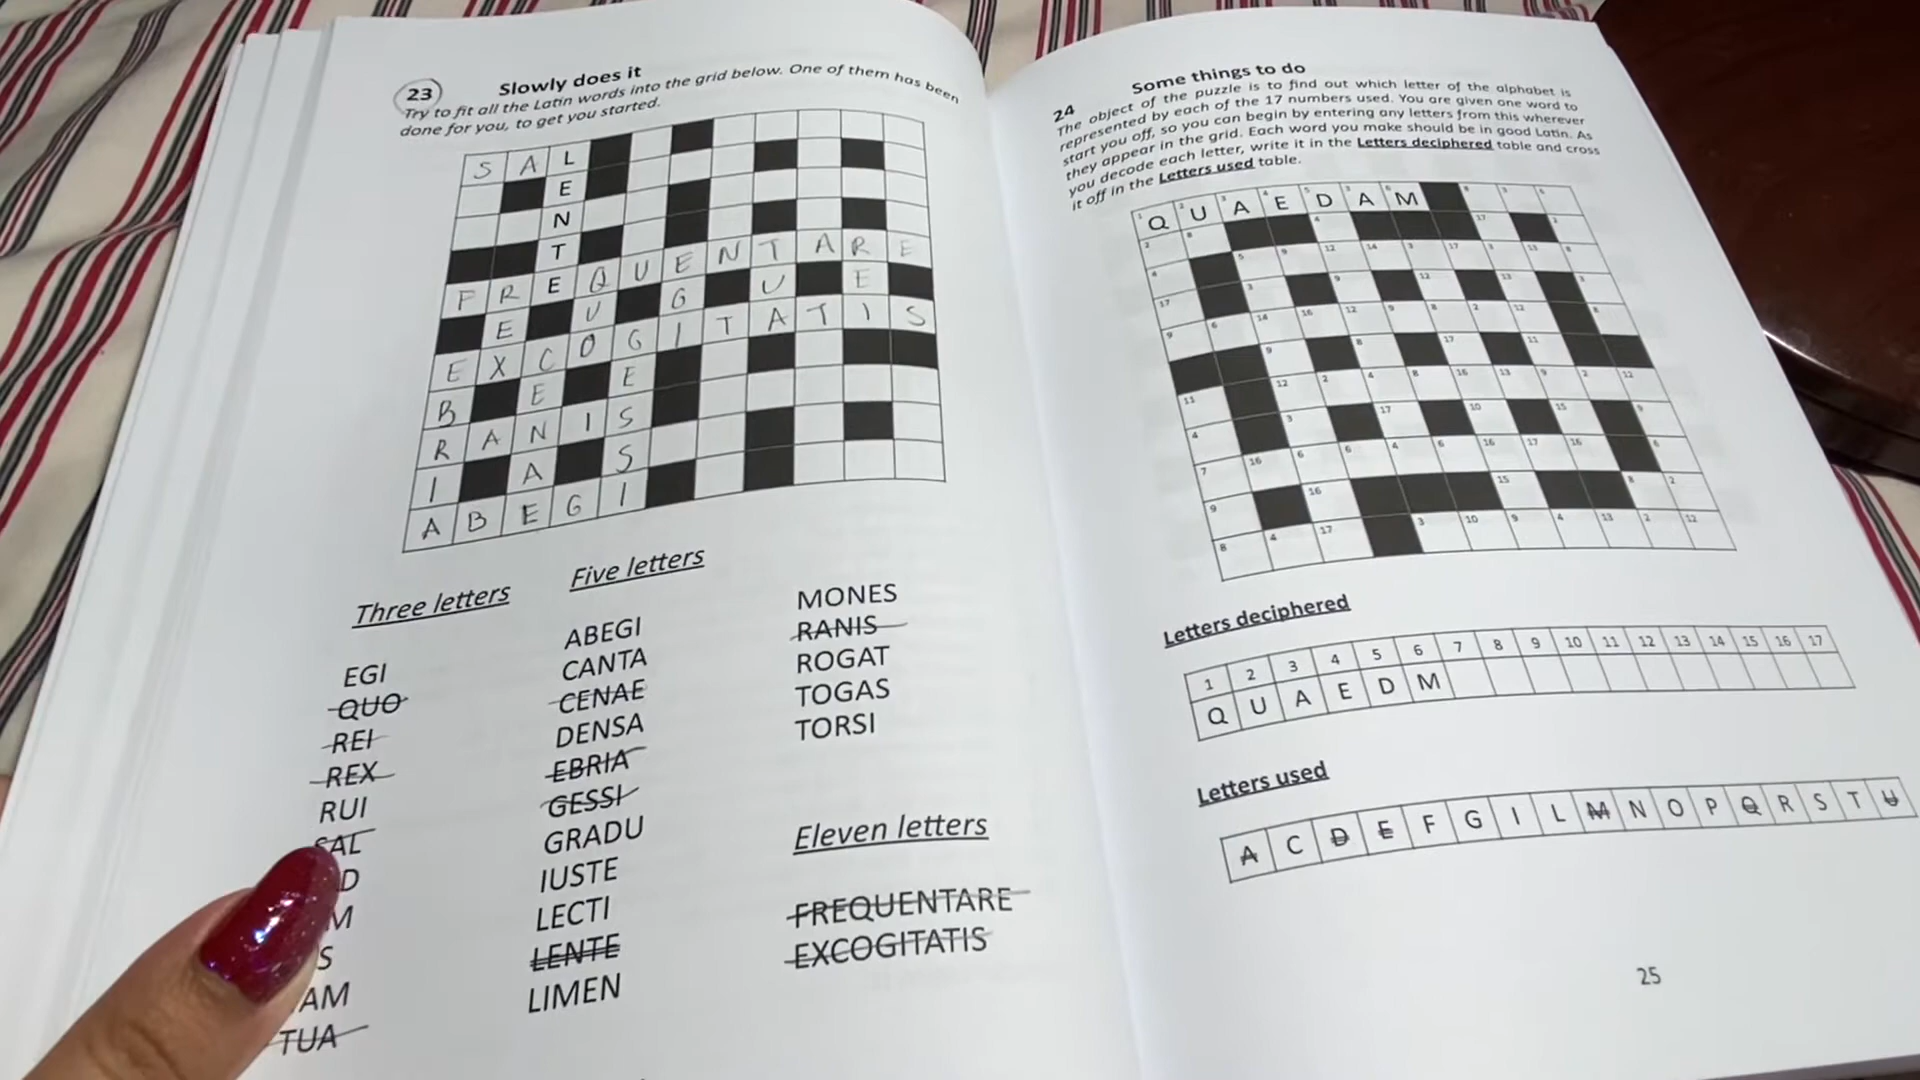 23
Slowly does it
Try to fit all the Latin words into the grid below. One of them has been
done for you, to get you started.
S A L
E
N
T
F R E Q U E N T A R E
E U G U E
E X C O G I T A T I S
B E E
R A N I S
I A S
A B E G I I
Three letters
EGI
QUO
REI
REX
RUI
SAL
D
M
S
AM
TUA
Five letters
ABEGI
CANTA
CENAE
DENSA
EBRIA
GESSI
GRADU
IUSTE
LECTI
LENTE
LIMEN
MONES
RANIS
ROGAT
TOGAS
TORSI
Eleven letters
FREQUENTARE
EXCOGITATIS
24
Some things to do
The object of the puzzle is to find out which letter of the alphabet is
represented by each of the 17 numbers used. You are given one word to
start you off, so you can begin by entering any letters from this wherever
they appear in the grid. Each word you make should be in good Latin. As
you decode each letter, write it in the Letters deciphered table and cross
it off in the Letters used table.
Q U A E D A M
Letters deciphered
1 2 3 4 5 6 7 8 9 10 11 12 13 14 15 16 17
Q U A E D M
Letters used
A C D E F G I L M N O P Q R S T U
25